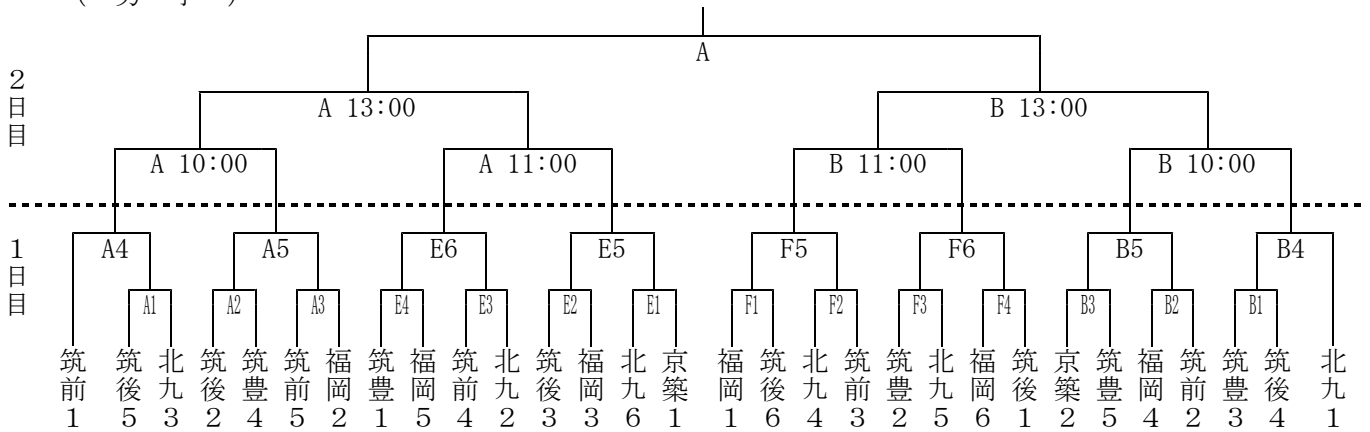 A
2日目
A 13:00 B 13:00
A 10:00 A 11:00 B 11:00 B 10:00
1日目
A4 A5 E6 E5 F5 F6 B5 B4
A1 A2 A3 E4 E3 E2 E1 F1 F2 F3 F4 B3 B2 B1
筑前1 筑後5 北九3 筑後2 筑豊4 筑前5 福岡2 筑豊1 福岡5 筑前4 北九2 筑後3 福岡3 北九6 京築1 福岡1 筑後6 北九4 筑前3 筑豊2 北九5 福岡6 筑後1 京築2 筑豊5 福岡4 筑前2 筑豊3 筑後4 北九1